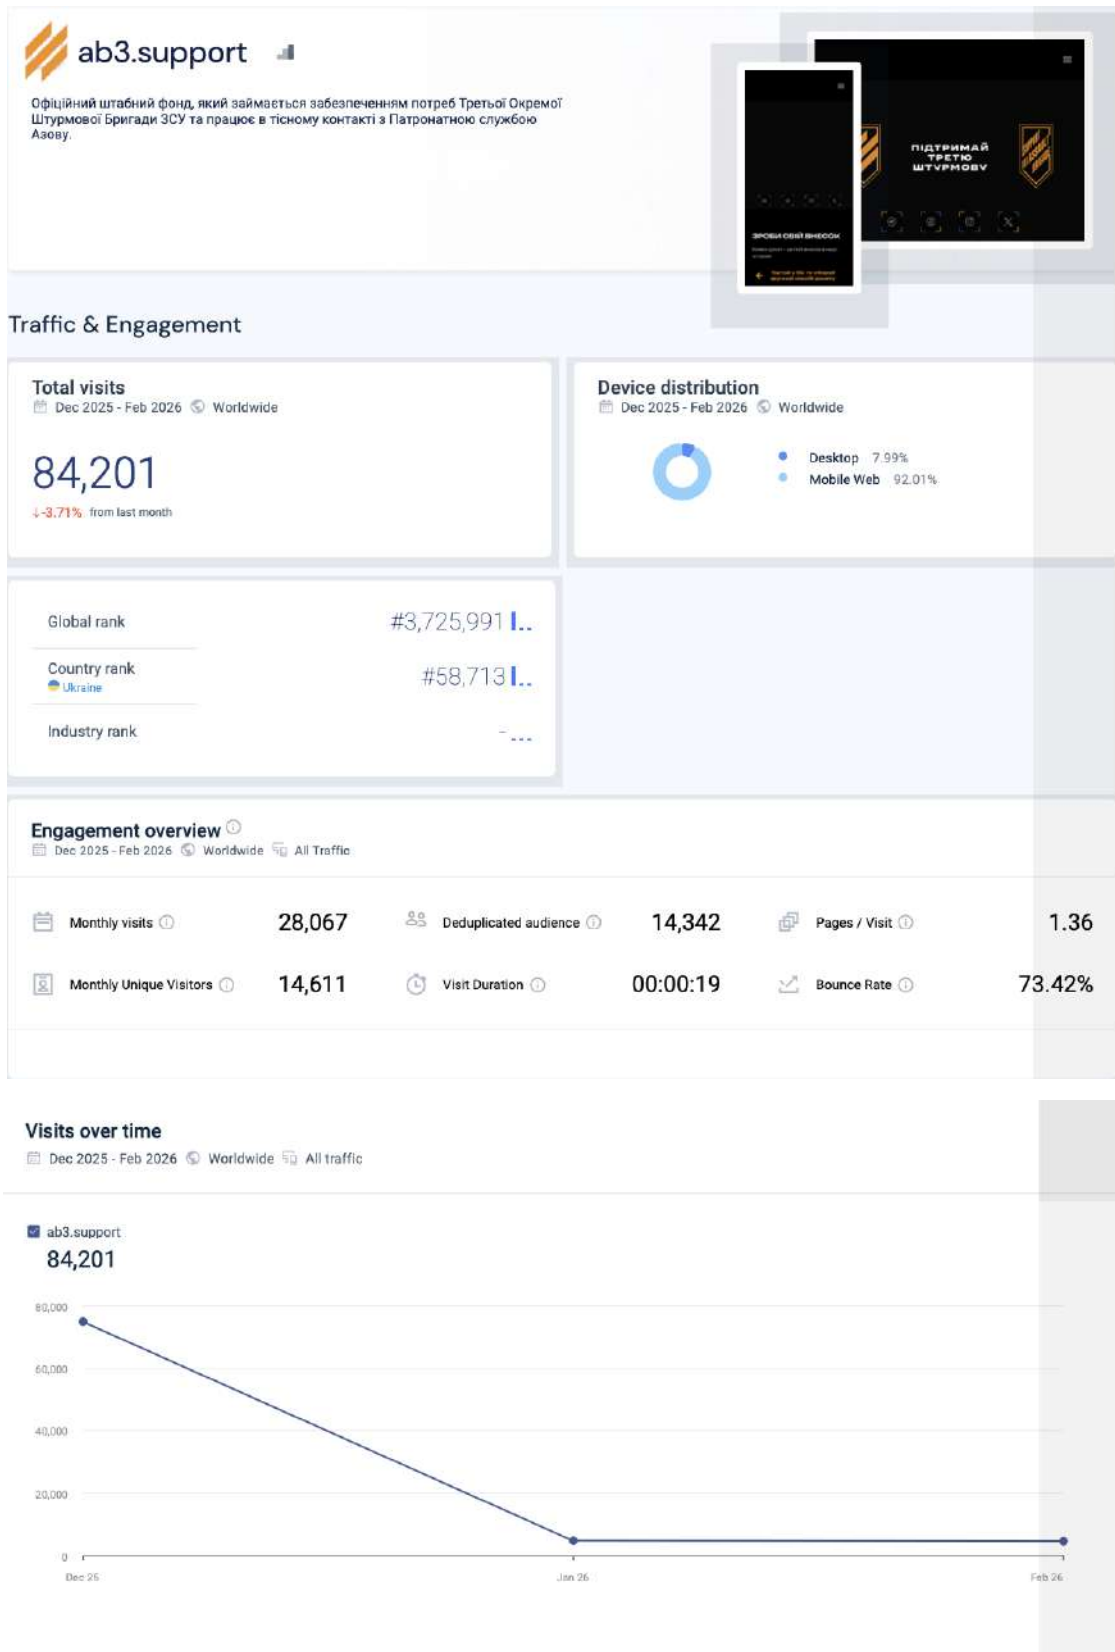 ab3.support
Офіційний штабний фонд, який займається забезпеченням потреб Третьої Окремої
Штурмової Бригади ЗСУ та працює в тісному контакті з Патронатною службою
Азову.
ПІДТРИМАЙ
ТРЕТЮ
ШТУРМОВУ
ЗРОБИ СВІЙ ВНЕСОК
Traffic & Engagement
Total visits
Dec 2025 - Feb 2026 Worldwide
84,201
↓-3.71% from last month
Device distribution
Dec 2025 - Feb 2026 Worldwide
Desktop 7.99%
Mobile Web 92.01%
Global rank #3,725,991
Country rank #58,713
Ukraine
Industry rank -
Engagement overview
Dec 2025 - Feb 2026 Worldwide All Traffic
Monthly visits 28,067 Deduplicated audience 14,342 Pages / Visit 1.36
Monthly Unique Visitors 14,611 Visit Duration 00:00:19 Bounce Rate 73.42%
Visits over time
Dec 2025 - Feb 2026 Worldwide All traffic
ab3.support
84,201
80,000
60,000
40,000
20,000
0
Dec 25 Jan 26 Feb 26